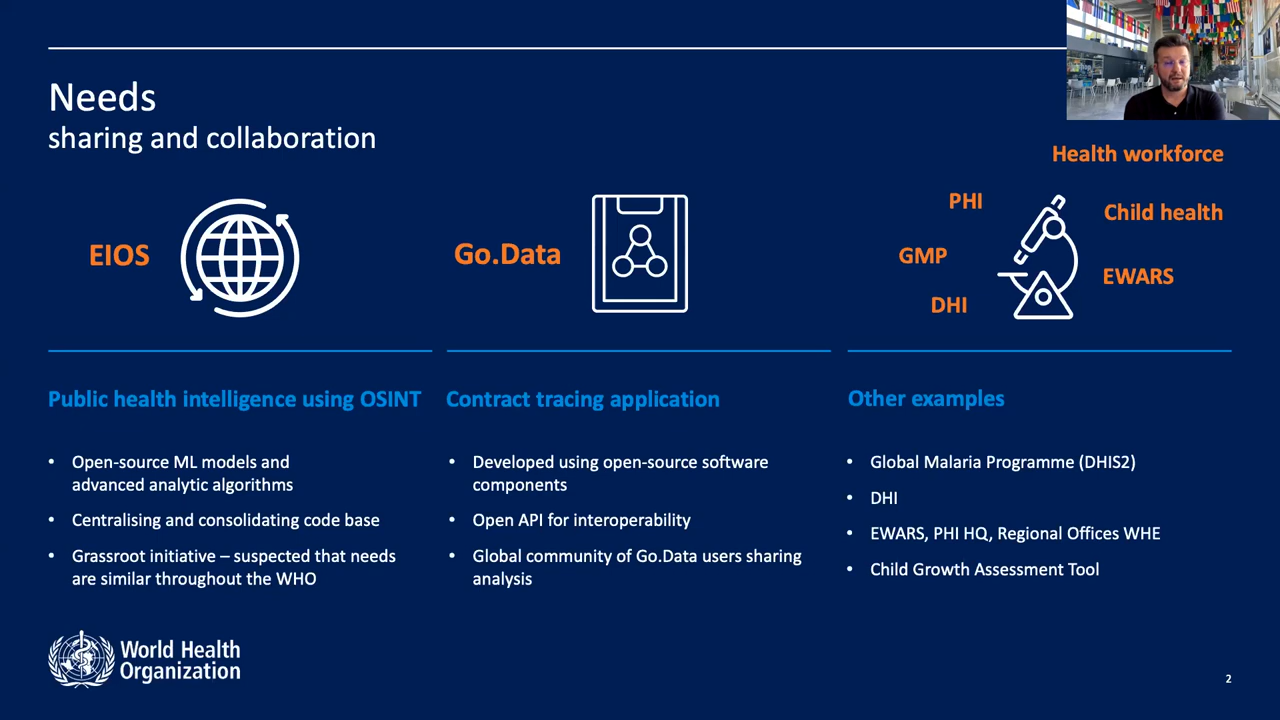 Needs
sharing and collaboration
EIOS
Go.Data
Health workforce
PHI
Child health
GMP
EWARS
DHI
Public health intelligence using OSINT
• Open-source ML models and
advanced analytic algorithms
• Centralising and consolidating code base
• Grassroot initiative – suspected that needs
are similar throughout the WHO
Contract tracing application
• Developed using open-source software
components
• Open API for interoperability
• Global community of Go.Data users sharing
analysis
Other examples
• Global Malaria Programme (DHIS2)
• DHI
• EWARS, PHI HQ, Regional Offices WHE
• Child Growth Assessment Tool
World Health
Organization
2